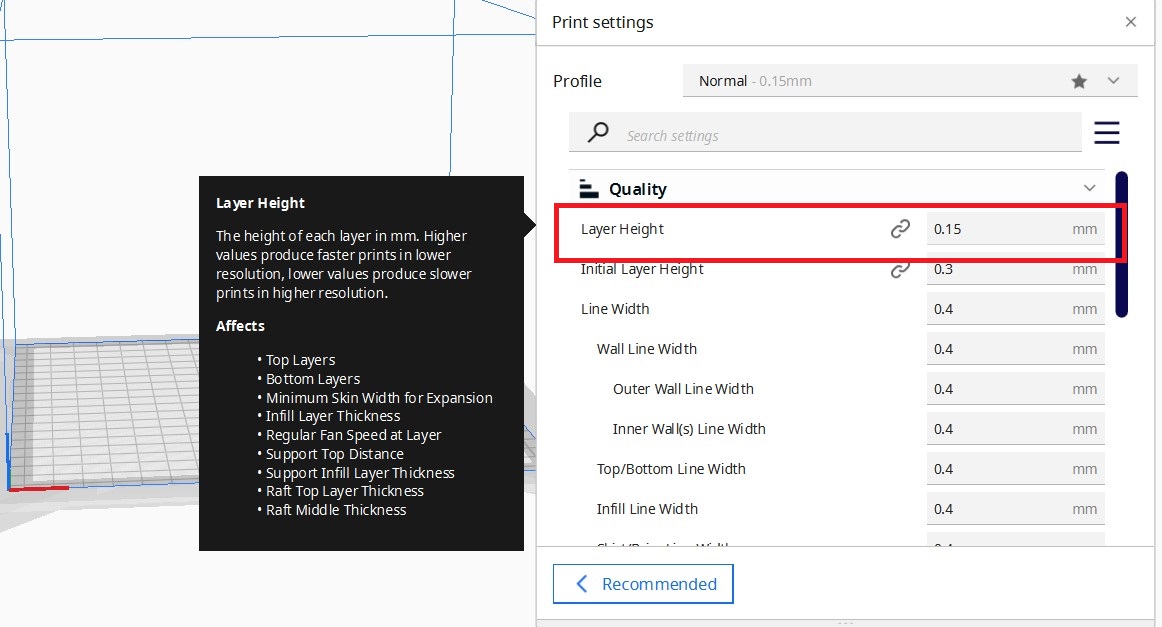 Print settings
Profile
Normal - 0.15mm
Search settings
Quality
Layer Height
0.15 mm
Initial Layer Height
0.3 mm
Line Width
0.4 mm
Wall Line Width
0.4 mm
Outer Wall Line Width
0.4 mm
Inner Wall(s) Line Width
0.4 mm
Top/Bottom Line Width
0.4 mm
Infill Line Width
0.4 mm
Recommended
Layer Height
The height of each layer in mm. Higher
values produce faster prints in lower
resolution, lower values produce slower
prints in higher resolution.
Affects
• Top Layers
• Bottom Layers
• Minimum Skin Width for Expansion
• Infill Layer Thickness
• Regular Fan Speed at Layer
• Support Top Distance
• Support Infill Layer Thickness
• Raft Top Layer Thickness
• Raft Middle Thickness